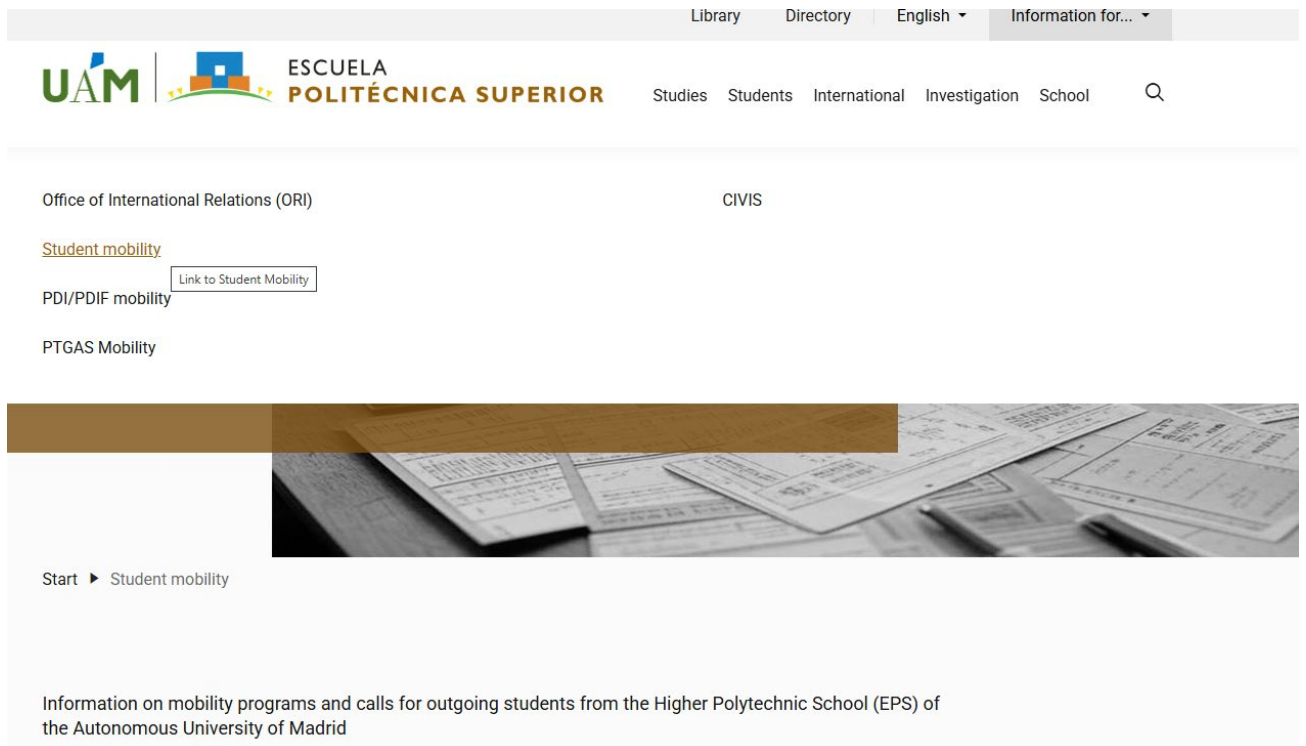 Library Directory English Information for...
UAM ESCUELA
POLITÉCNICA SUPERIOR
Studies Students International Investigation School
Office of International Relations (ORI) CIVIS
Student mobility
Link to Student Mobility
PDI/PDIF mobility
PTGAS Mobility
Start Student mobility
Information on mobility programs and calls for outgoing students from the Higher Polytechnic School (EPS) of
the Autonomous University of Madrid